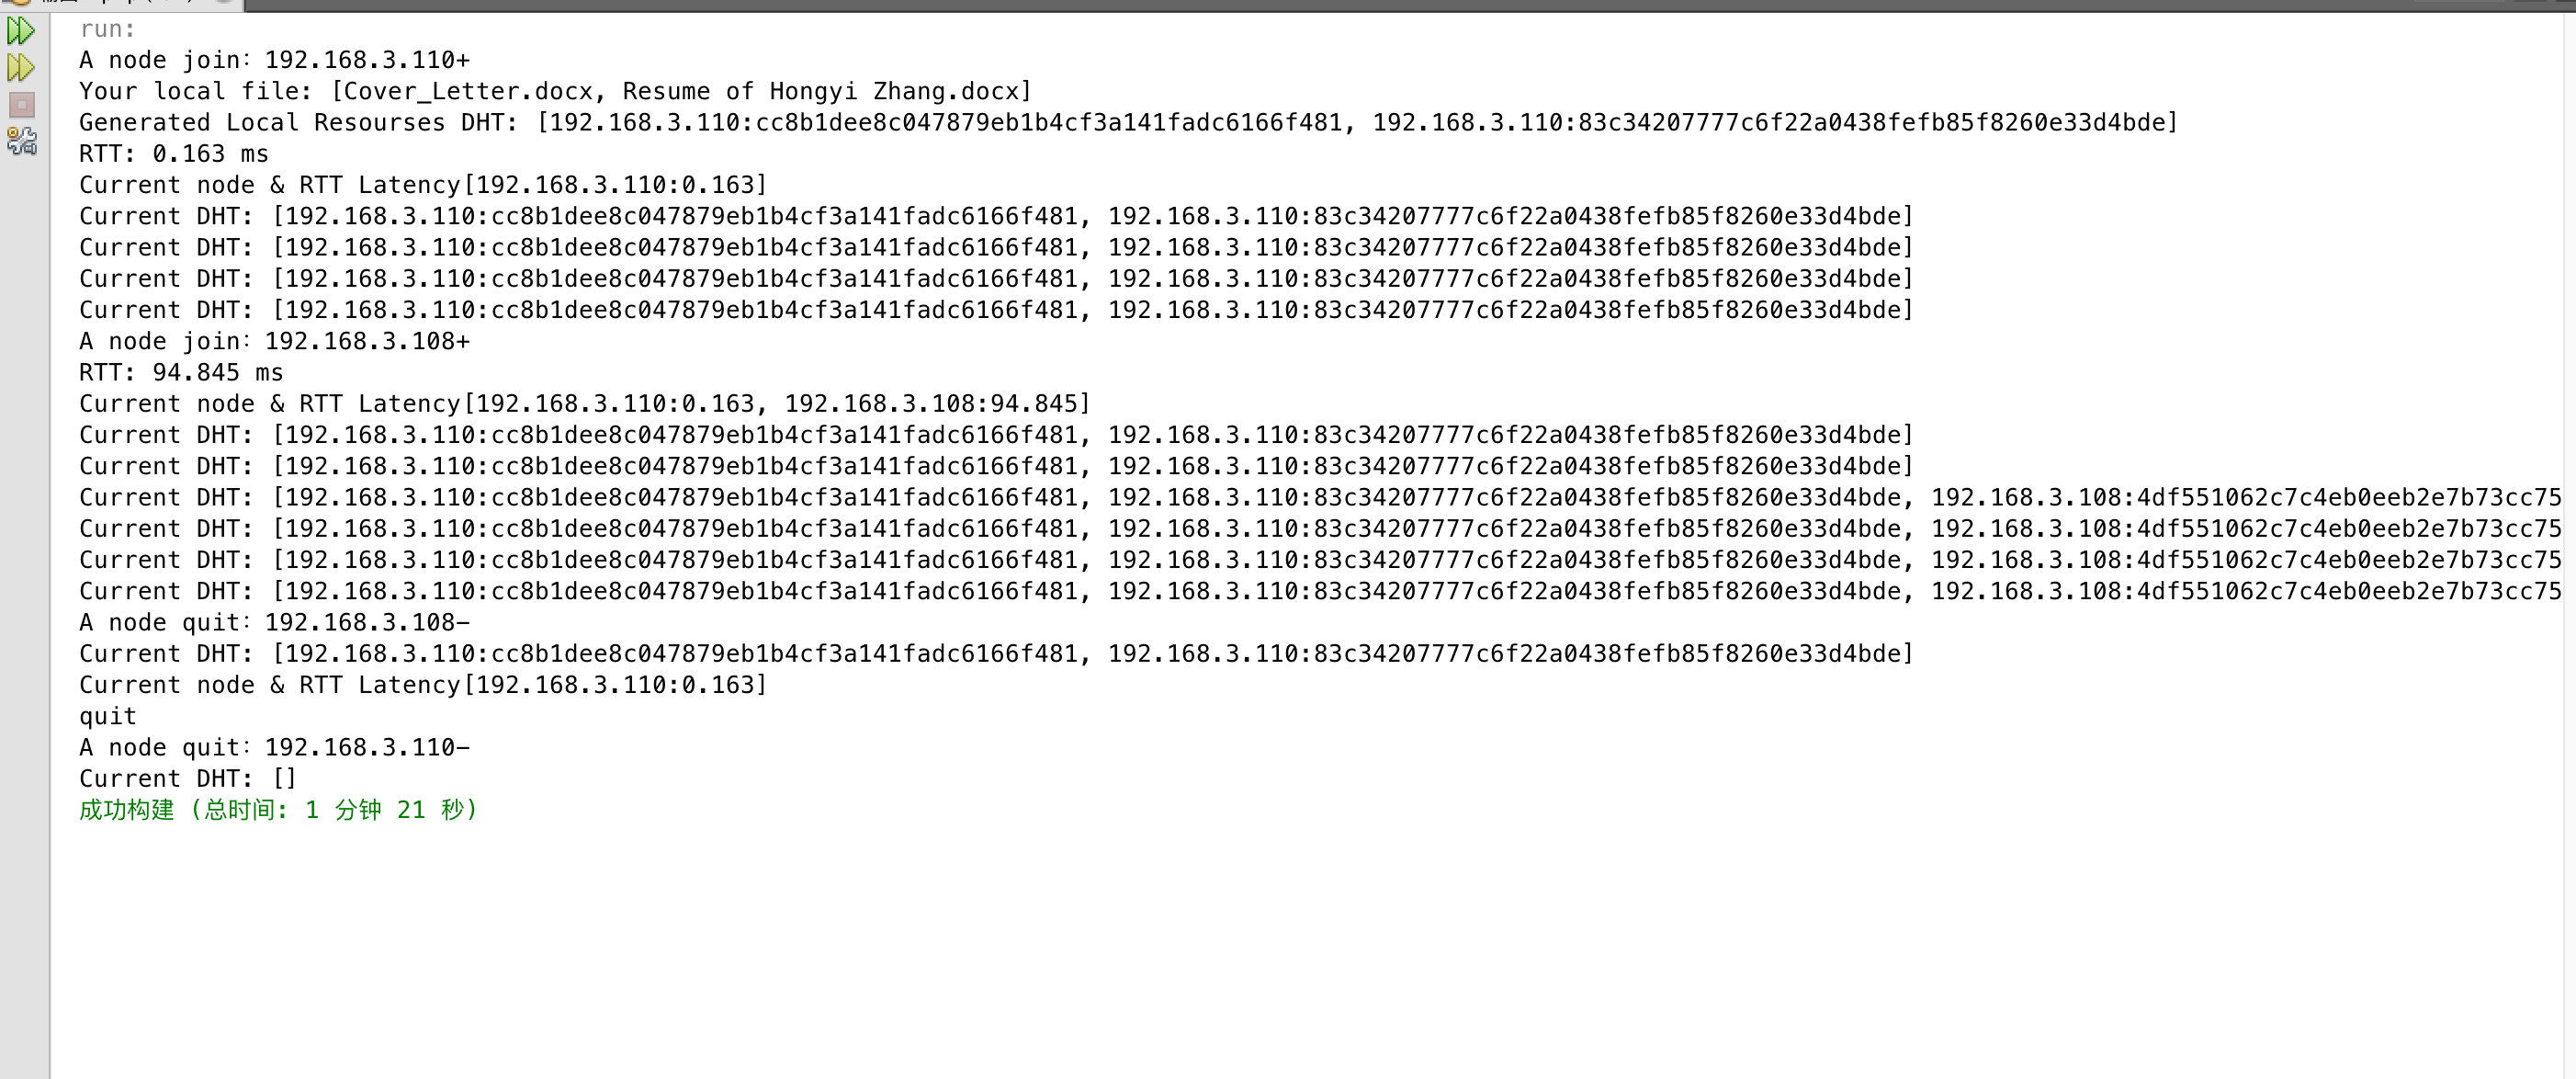 run:
A node join: 192.168.3.110+
Your local file: [Cover_Letter.docx, Resume of Hongyi Zhang.docx]
Generated Local Resourses DHT: [192.168.3.110:cc8b1dee8c047879eb1b4cf3a141fadc6166f481, 192.168.3.110:83c34207777c6f22a0438fefb85f8260e33d4bde]
RTT: 0.163 ms
Current node & RTT Latency[192.168.3.110:0.163]
Current DHT: [192.168.3.110:cc8b1dee8c047879eb1b4cf3a141fadc6166f481, 192.168.3.110:83c34207777c6f22a0438fefb85f8260e33d4bde]
Current DHT: [192.168.3.110:cc8b1dee8c047879eb1b4cf3a141fadc6166f481, 192.168.3.110:83c34207777c6f22a0438fefb85f8260e33d4bde]
Current DHT: [192.168.3.110:cc8b1dee8c047879eb1b4cf3a141fadc6166f481, 192.168.3.110:83c34207777c6f22a0438fefb85f8260e33d4bde]
Current DHT: [192.168.3.110:cc8b1dee8c047879eb1b4cf3a141fadc6166f481, 192.168.3.110:83c34207777c6f22a0438fefb85f8260e33d4bde]
A node join: 192.168.3.108+
RTT: 94.845 ms
Current node & RTT Latency[192.168.3.110:0.163, 192.168.3.108:94.845]
Current DHT: [192.168.3.110:cc8b1dee8c047879eb1b4cf3a141fadc6166f481, 192.168.3.110:83c34207777c6f22a0438fefb85f8260e33d4bde]
Current DHT: [192.168.3.110:cc8b1dee8c047879eb1b4cf3a141fadc6166f481, 192.168.3.110:83c34207777c6f22a0438fefb85f8260e33d4bde]
Current DHT: [192.168.3.110:cc8b1dee8c047879eb1b4cf3a141fadc6166f481, 192.168.3.110:83c34207777c6f22a0438fefb85f8260e33d4bde, 192.168.3.108:4df551062c7c4eb0eeb2e7b73cc75
Current DHT: [192.168.3.110:cc8b1dee8c047879eb1b4cf3a141fadc6166f481, 192.168.3.110:83c34207777c6f22a0438fefb85f8260e33d4bde, 192.168.3.108:4df551062c7c4eb0eeb2e7b73cc75
Current DHT: [192.168.3.110:cc8b1dee8c047879eb1b4cf3a141fadc6166f481, 192.168.3.110:83c34207777c6f22a0438fefb85f8260e33d4bde, 192.168.3.108:4df551062c7c4eb0eeb2e7b73cc75
Current DHT: [192.168.3.110:cc8b1dee8c047879eb1b4cf3a141fadc6166f481, 192.168.3.110:83c34207777c6f22a0438fefb85f8260e33d4bde, 192.168.3.108:4df551062c7c4eb0eeb2e7b73cc75
A node quit: 192.168.3.108-
Current DHT: [192.168.3.110:cc8b1dee8c047879eb1b4cf3a141fadc6166f481, 192.168.3.110:83c34207777c6f22a0438fefb85f8260e33d4bde]
Current node & RTT Latency[192.168.3.110:0.163]
quit
A node quit: 192.168.3.110-
Current DHT: []
成功构建 (总时间: 1 分钟 21 秒)